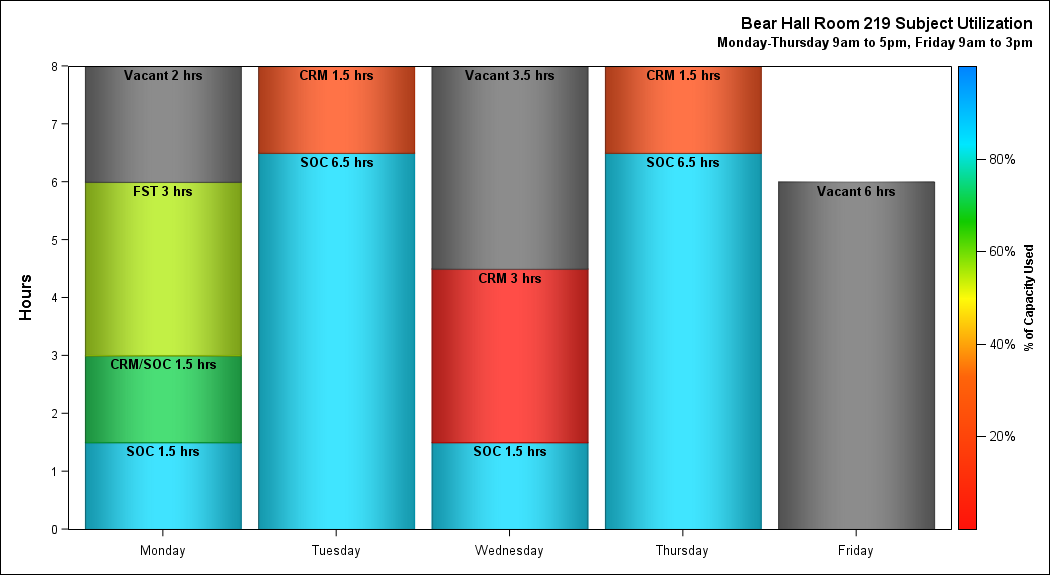 Bear Hall Room 219 Subject Utilization
Monday-Thursday 9am to 5pm, Friday 9am to 3pm
Hours
8
7
6
5
4
3
2
1
0
Vacant 2 hrs
FST 3 hrs
CRM/SOC 1.5 hrs
SOC 1.5 hrs
CRM 1.5 hrs
SOC 6.5 hrs
Vacant 3.5 hrs
CRM 3 hrs
SOC 1.5 hrs
CRM 1.5 hrs
SOC 6.5 hrs
Vacant 6 hrs
Monday
Tuesday
Wednesday
Thursday
Friday
80%
60%
40%
20%
% of Capacity Used